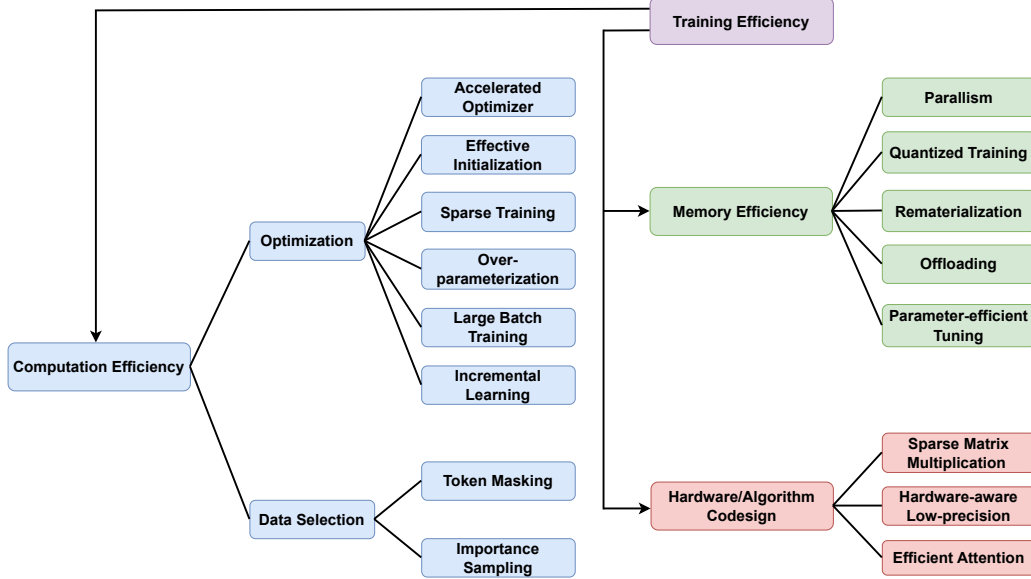 Training Efficiency
Computation Efficiency
Optimization
Accelerated
Optimizer
Effective
Initialization
Sparse Training
Over-
parameterization
Large Batch
Training
Incremental
Learning
Data Selection
Token Masking
Importance
Sampling
Memory Efficiency
Parallism
Quantized Training
Rematerialization
Offloading
Parameter-efficient
Tuning
Hardware/Algorithm
Codesign
Sparse Matrix
Multiplication
Hardware-aware
Low-precision
Efficient Attention